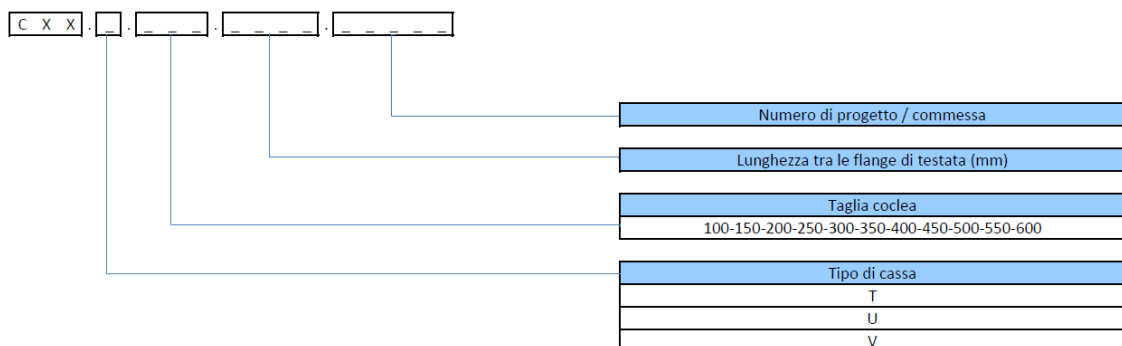 C X X . _ . _ _ _ . _ _ _ _ . _ _ _ _ _
Numero di progetto / commessa
Lunghezza tra le flange di testata (mm)
Taglia coclea
100-150-200-250-300-350-400-450-500-550-600
Tipo di cassa
T
U
V